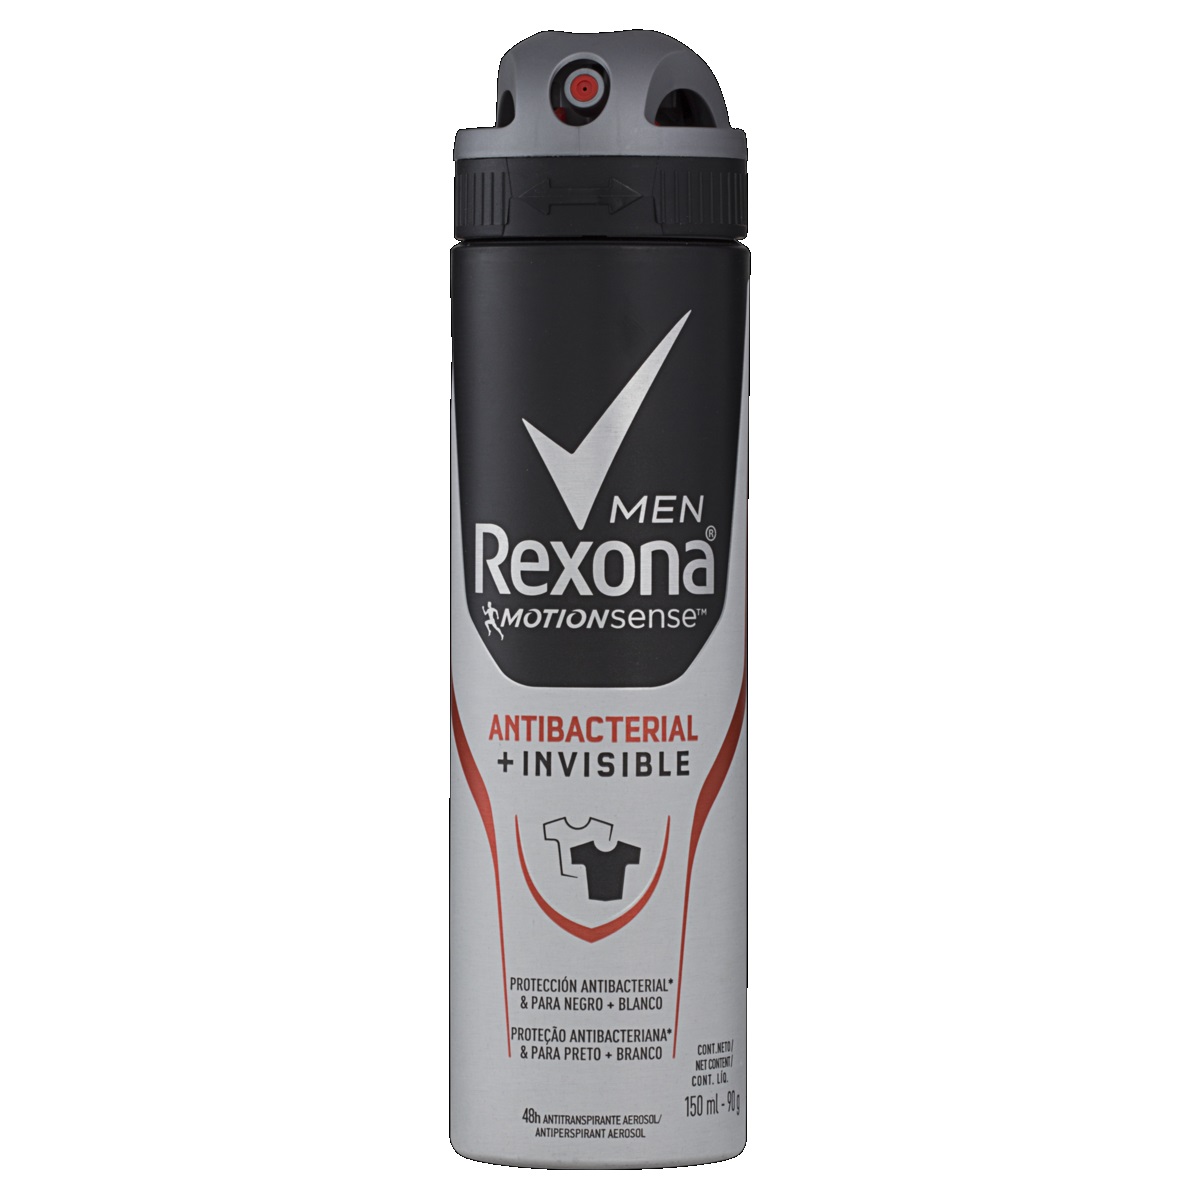 MEN
Rexona®
MOTIONsense™
ANTIBACTERIAL
+ INVISIBLE
PROTECCIÓN ANTIBACTERIAL*
& PARA NEGRO + BLANCO
PROTEÇÃO ANTIBACTERIANA*
& PARA PRETO + BRANCO
CONT. NETO/
NET CONTENT/
CONT. LÍQ.
150 ml - 90 g
48h ANTITRANSPIRANTE AEROSOL/
ANTIPERSPIRANT AEROSOL